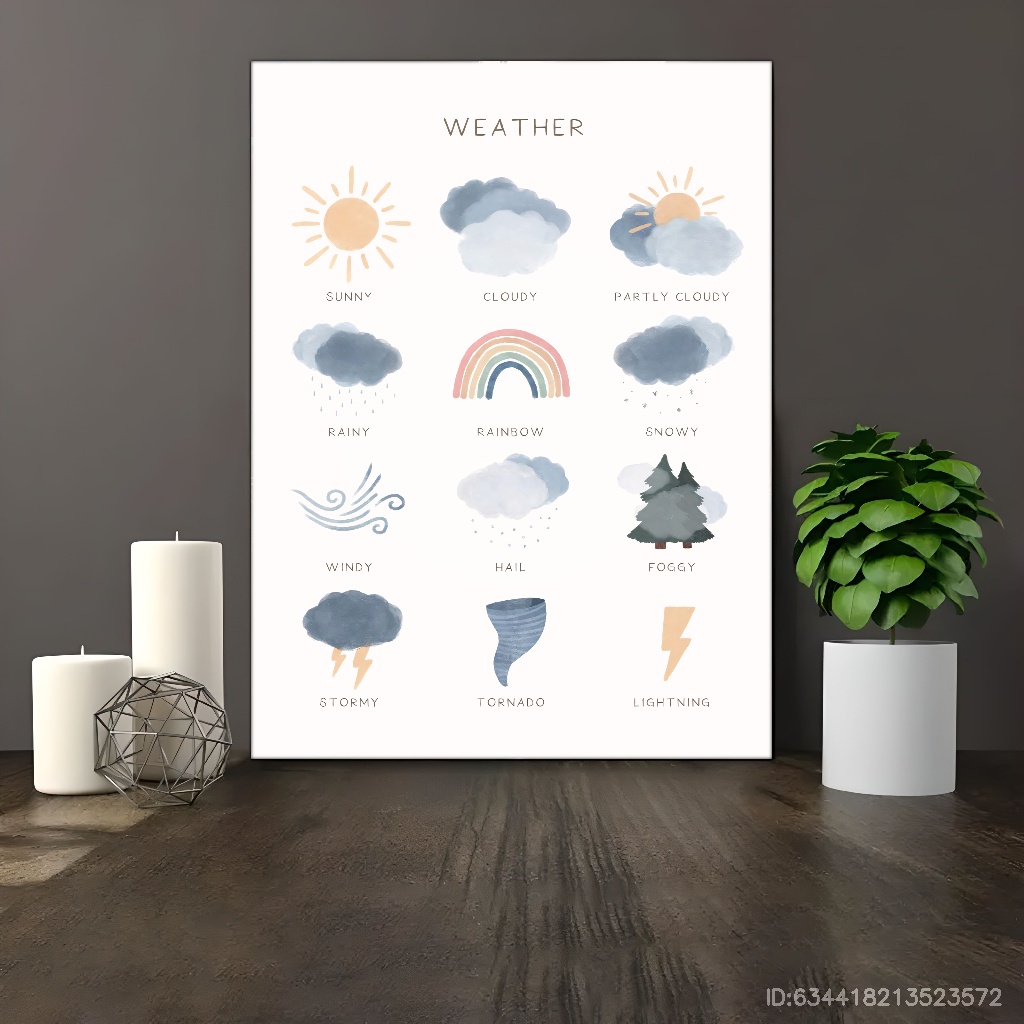 WEATHER
SUNNY CLOUDY PARTLY CLOUDY
RAINY RAINBOW SNOWY
WINDY HAIL FOGGY
STORMY TORNADO LIGHTNING
ID:634418213523572